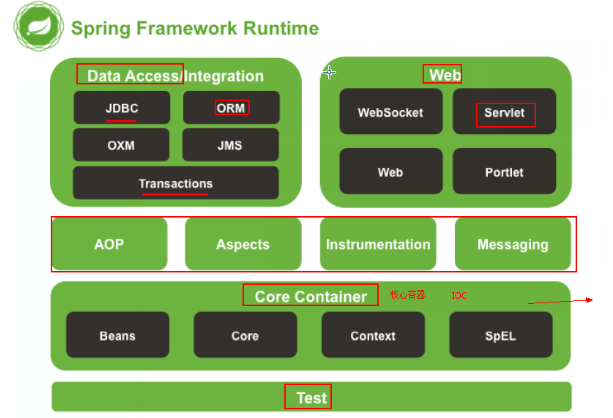 Spring Framework Runtime
Data Access/Integration
JDBC
ORM
OXM
JMS
Transactions
Web
WebSocket
Servlet
Web
Portlet
AOP
Aspects
Instrumentation
Messaging
Core Container 核心容器 IOC
Beans
Core
Context
SpEL
Test